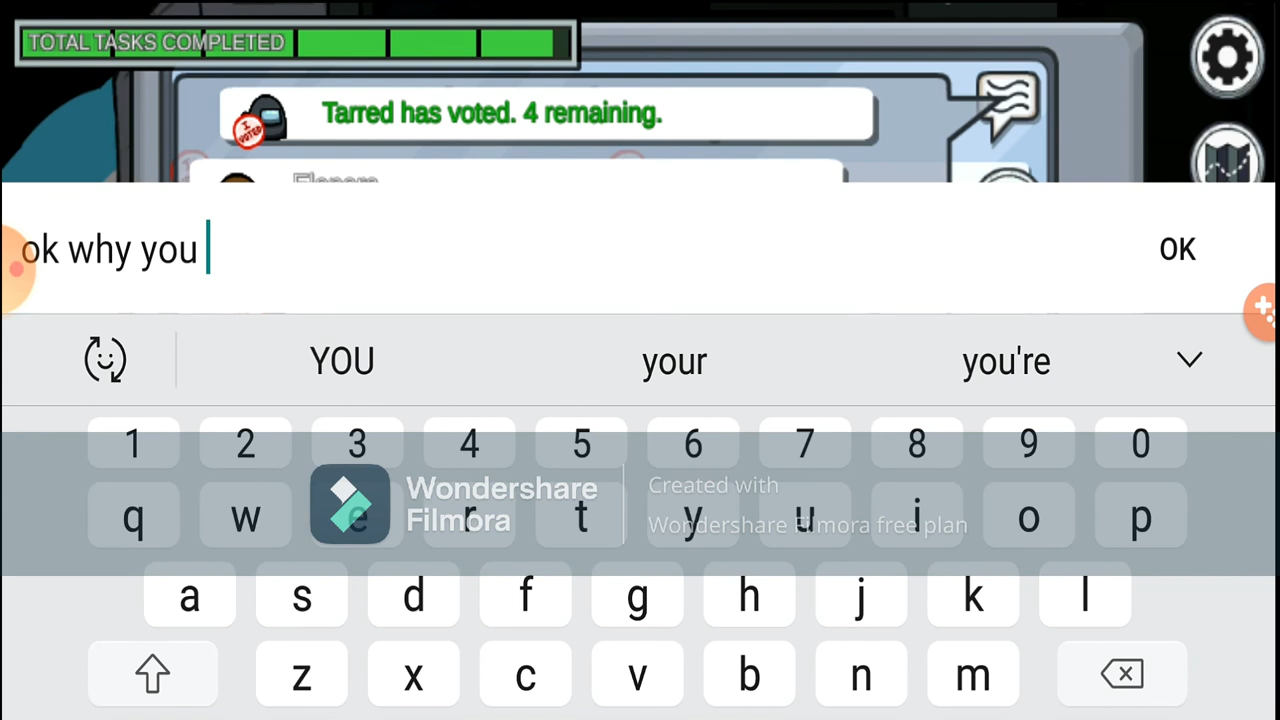 TOTAL TASKS COMPLETED
Tarred has voted. 4 remaining.
I VOTED
ok why you
OK
YOU your you're
1 2 3 4 5 6 7 8 9 0
Wondershare
Filmora
Created with
Wondershare Filmora free plan
q w e r t y u i o p
a s d f g h j k l
z x c v b n m